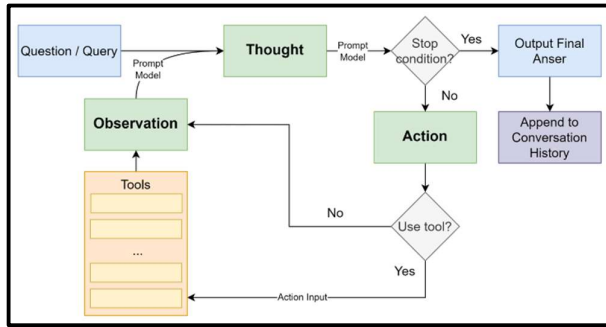 Question / Query
Prompt
Model
Thought
Prompt
Model
Stop
condition?
Yes
Output Final
Anser
No
Observation
Action
Append to
Conversation
History
Tools
...
No
Use tool?
Yes
Action Input